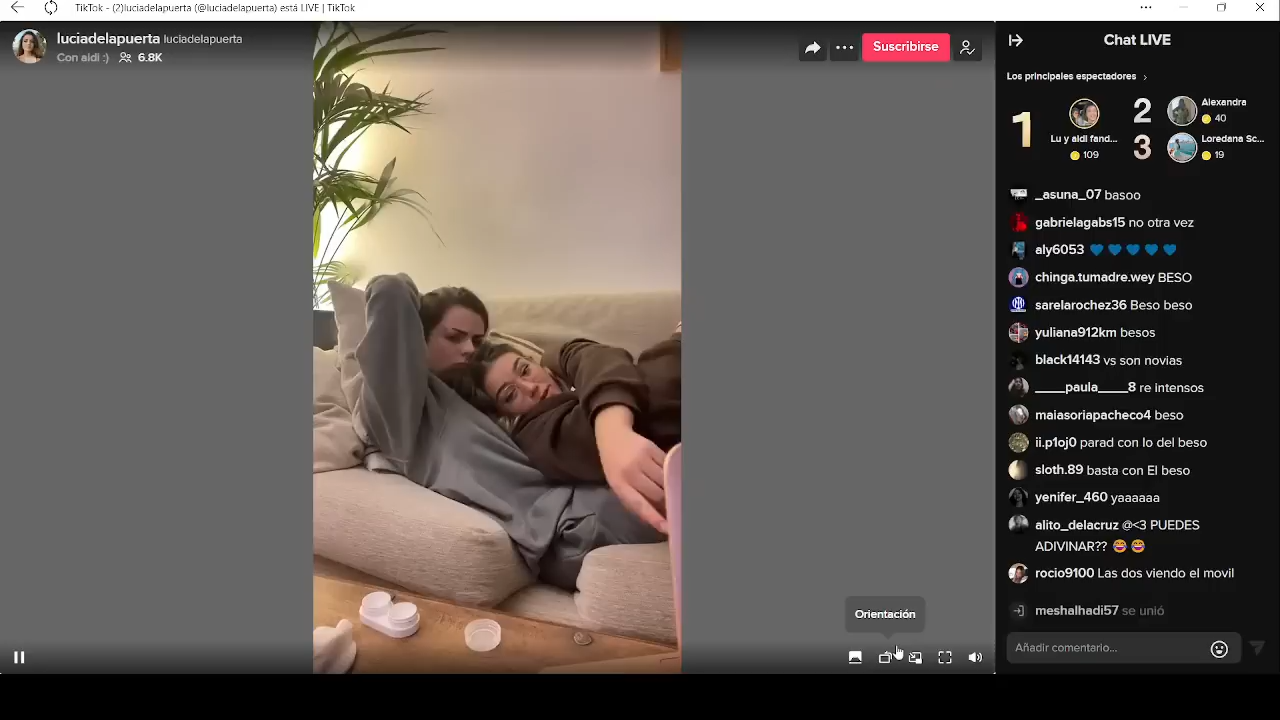 TikTok - (2)luciadelapuerta (@luciadelapuerta) está LIVE | TikTok
luciadelapuerta luciadelapuerta
Con aidi :) 6.8K
Suscribirse
Chat LIVE
Los principales espectadores
1
Lu y aidi fand...
109
2
Alexandra
40
3
Loredana Sc...
19
_asuna_07 basoo
gabrielagabs15 no otra vez
aly6053 💙 💙 💙 💙 💙
chinga.tumadre.wey BESO
sarelarochez36 Beso beso
yuliana912km besos
black14143 vs son novias
____paula____8 re intensos
maiasoriapacheco4 beso
ii.p1oj0 parad con lo del beso
sloth.89 basta con El beso
yenifer_460 yaaaaaa
alito_delacruz @<3 PUEDES
ADIVINAR?? 😂 😂
rocio9100 Las dos viendo el movil
meshalhadi57 se unió
Añadir comentario...
Orientación